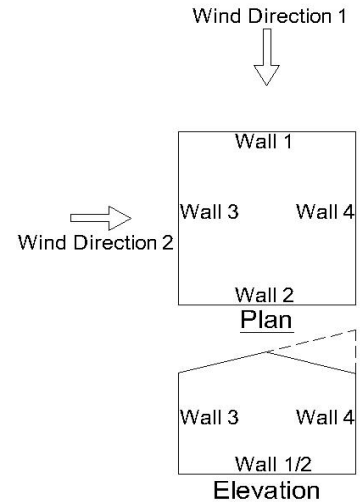 Wind Direction 1
Wall 1
Wall 3 Wall 4
Wind Direction 2
Wall 2
Plan
Wall 3 Wall 4
Wall 1/2
Elevation